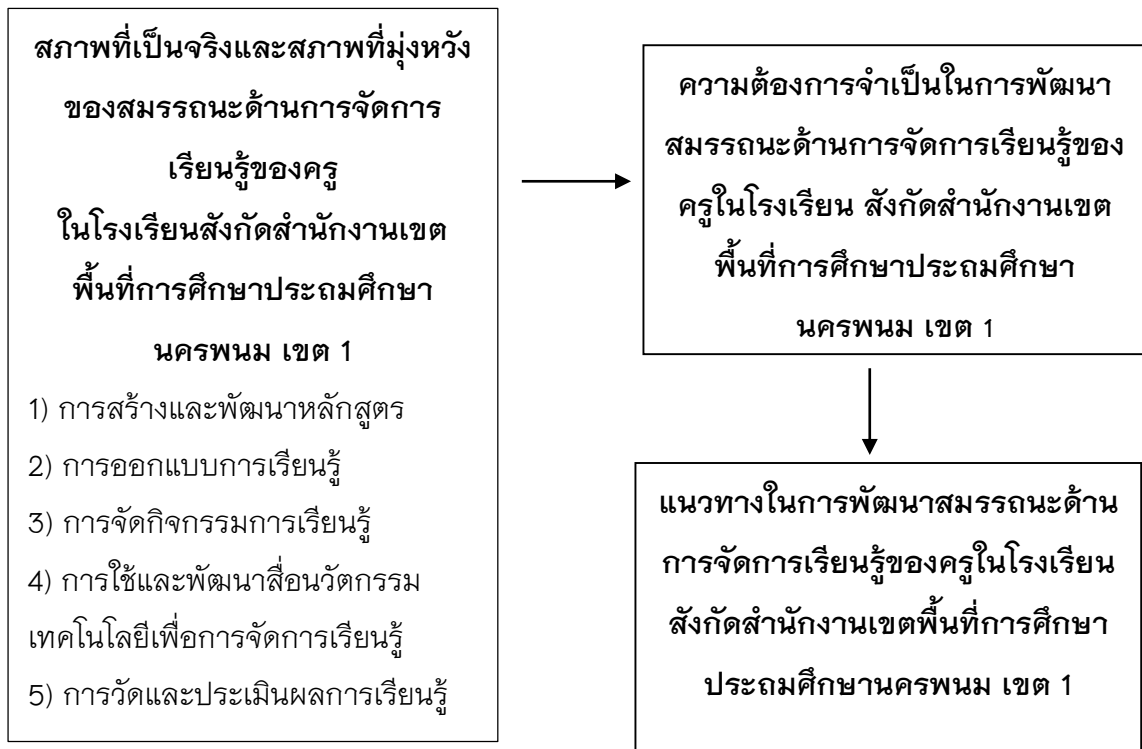 สภาพที่เป็นจริงและสภาพที่มุ่งหวัง
ของสมรรถนะด้านการจัดการ
เรียนรู้ของครู
ในโรงเรียนสังกัดสำนักงานเขต
พื้นที่การศึกษาประถมศึกษา
นครพนม เขต 1
1) การสร้างและพัฒนาหลักสูตร
2) การออกแบบการเรียนรู้
3) การจัดกิจกรรมการเรียนรู้
4) การใช้และพัฒนาสื่อนวัตกรรม
เทคโนโลยีเพื่อการจัดการเรียนรู้
5) การวัดและประเมินผลการเรียนรู้
ความต้องการจำเป็นในการพัฒนา
สมรรถนะด้านการจัดการเรียนรู้ของ
ครูในโรงเรียน สังกัดสำนักงานเขต
พื้นที่การศึกษาประถมศึกษา
นครพนม เขต 1
แนวทางในการพัฒนาสมรรถนะด้าน
การจัดการเรียนรู้ของครูในโรงเรียน
สังกัดสำนักงานเขตพื้นที่การศึกษา
ประถมศึกษานครพนม เขต 1